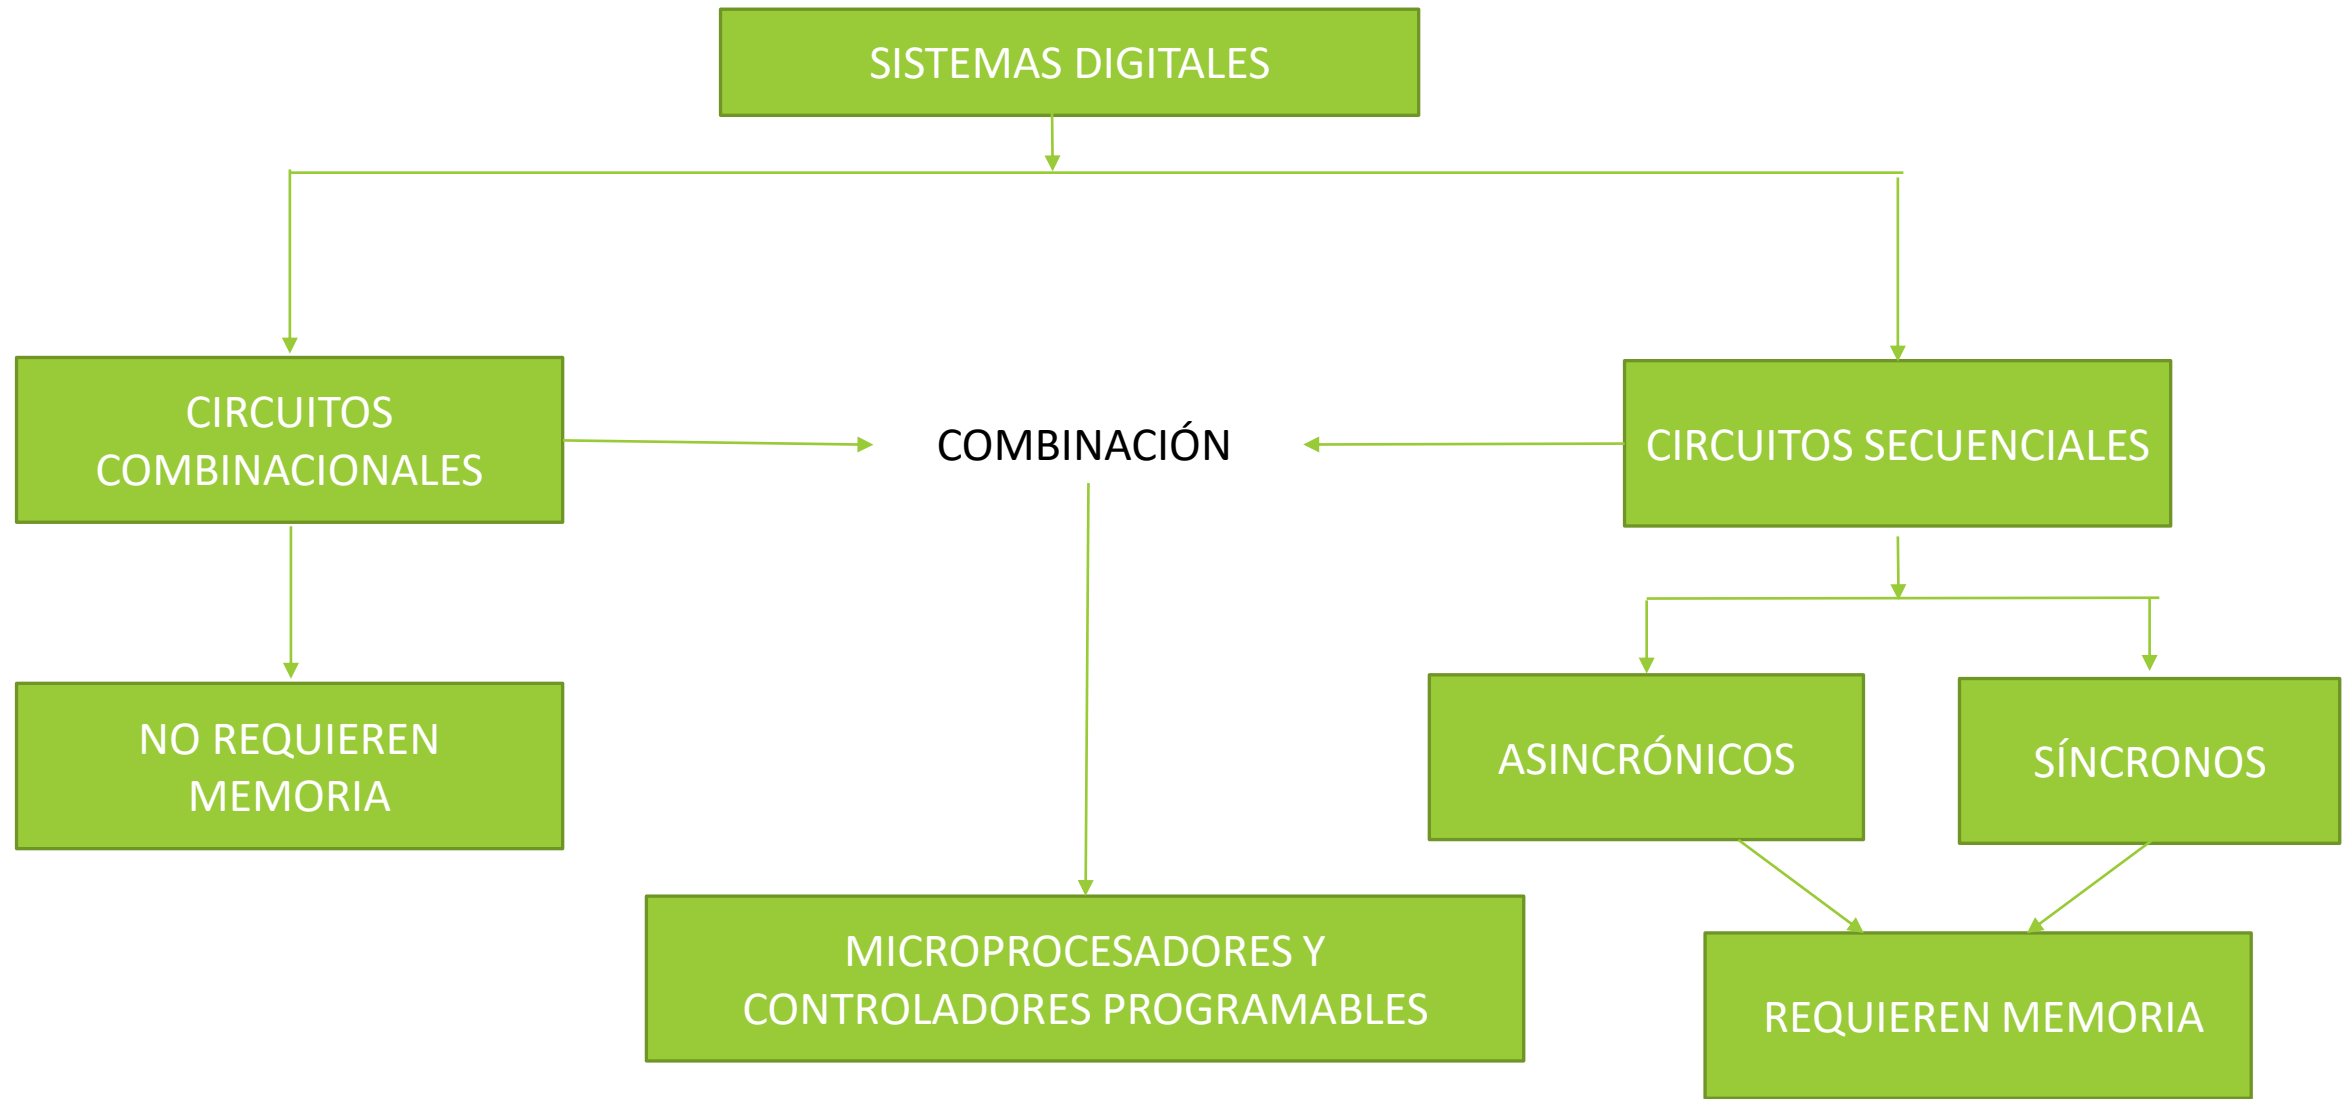 SISTEMAS DIGITALES
CIRCUITOS
COMBINACIONALES
COMBINACIÓN
CIRCUITOS SECUENCIALES
NO REQUIEREN
MEMORIA
ASINCRÓNICOS
SÍNCRONOS
MICROPROCESADORES Y
CONTROLADORES PROGRAMABLES
REQUIEREN MEMORIA